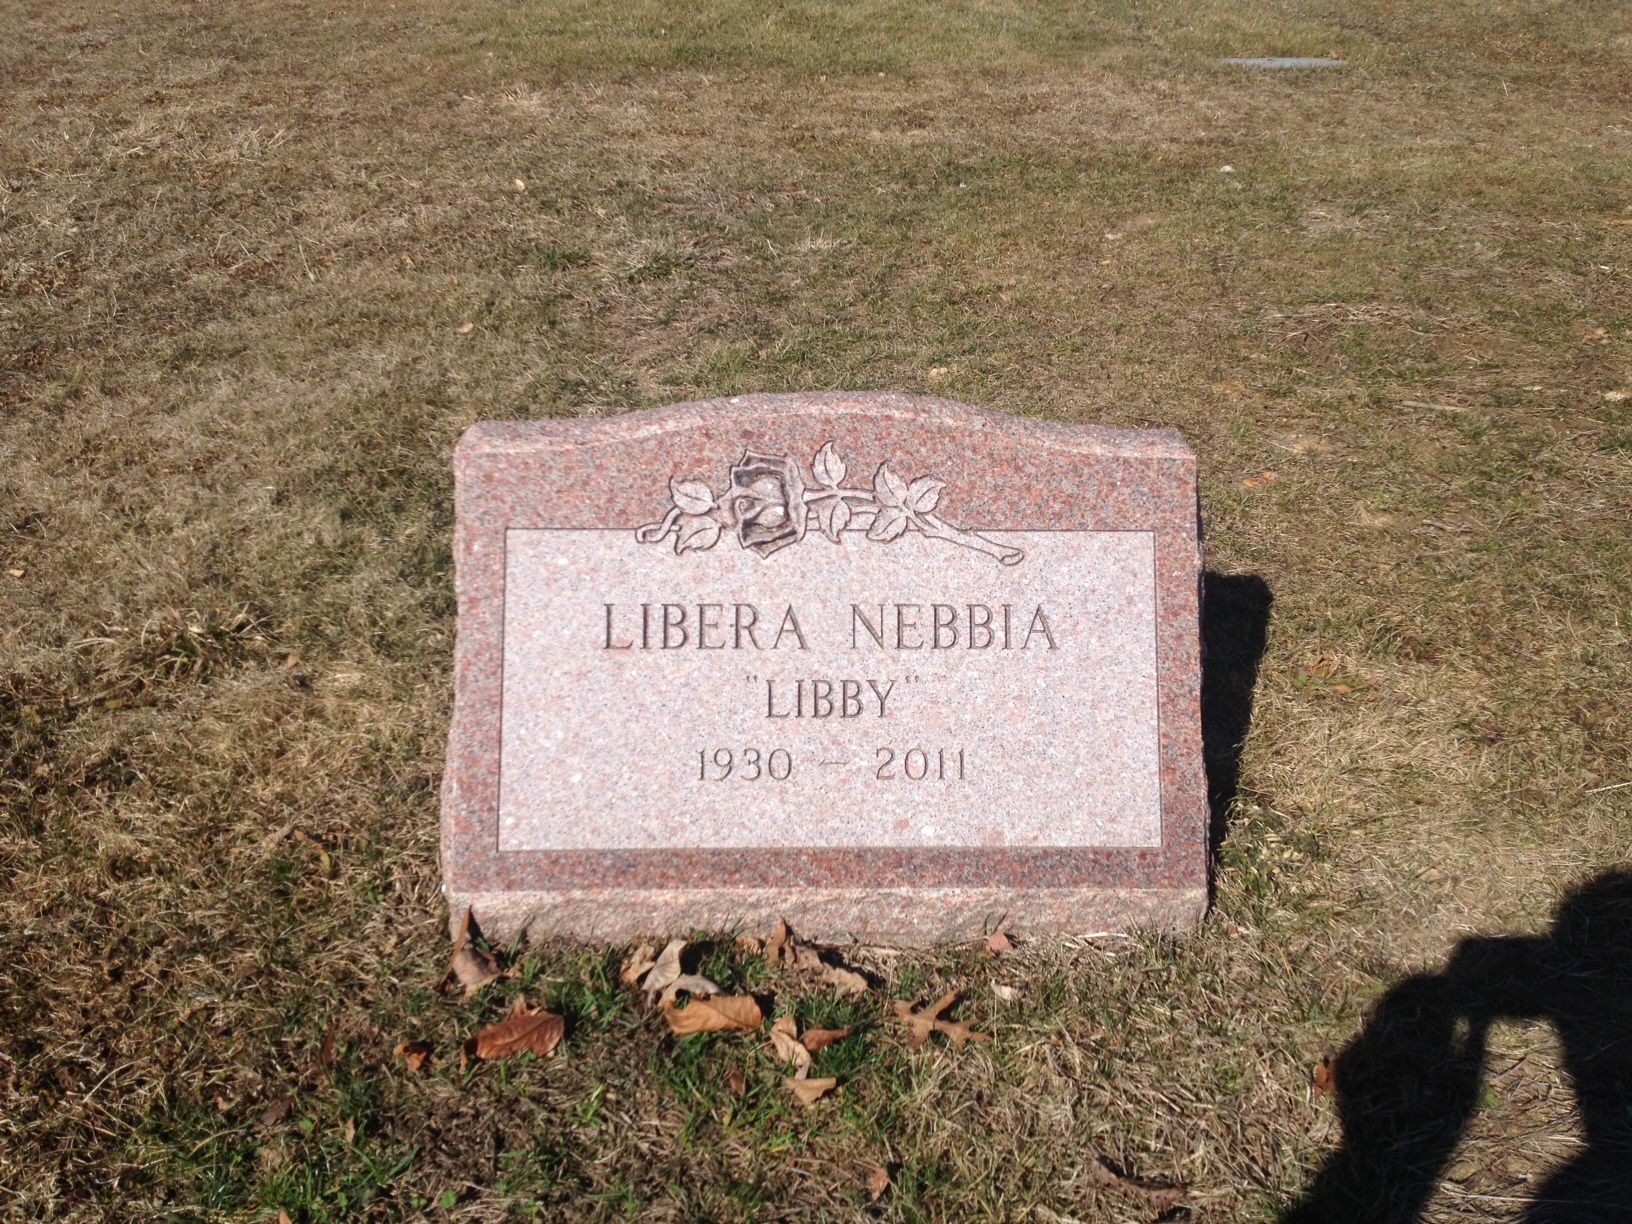 LIBERA NEBBIA
"LIBBY"
1930 – 2011